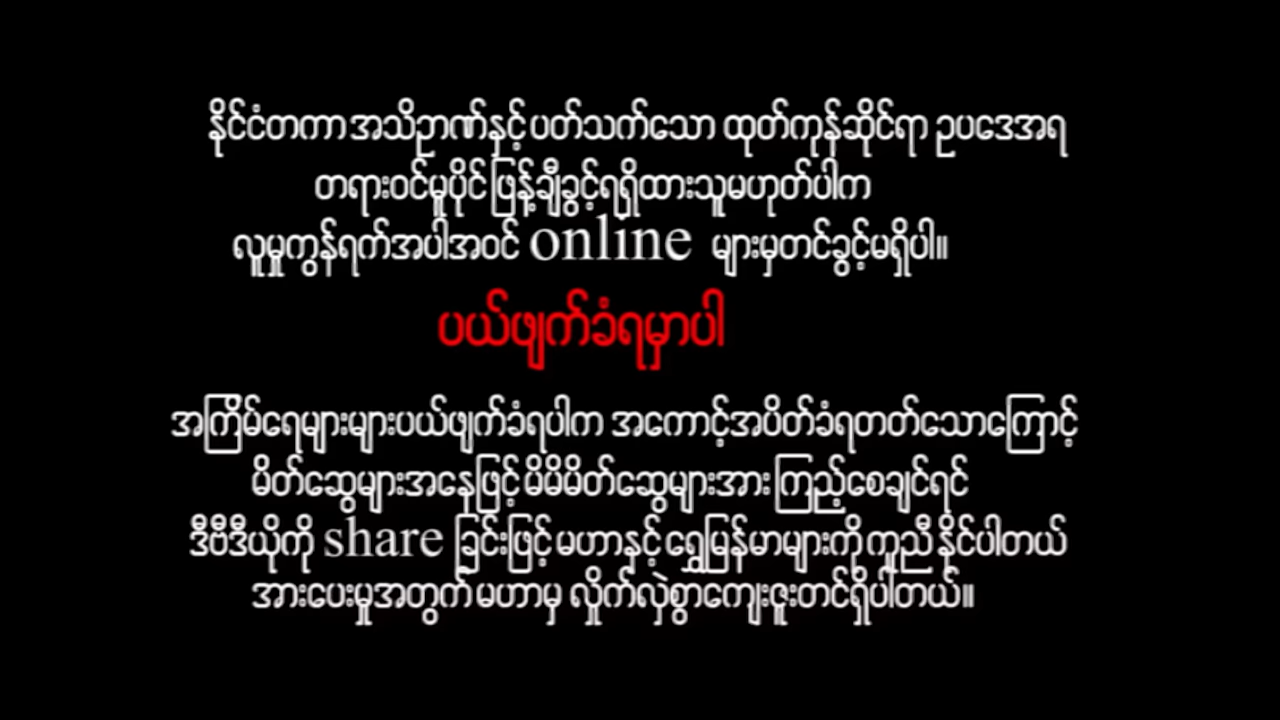 နိုင်ငံတကာ အသိဉာဏ်နှင့် ပတ်သက်သော ထုတ်ကုန်ဆိုင်ရာ ဥပဒေအရ
တရားဝင်မူပိုင် ဖြန့်ချီခွင့်ရရှိထားသူမဟုတ်ပါက
လူမှုကွန်ရက်အပါအဝင် online များမှတင်ခွင့်မရှိပါ။
ပယ်ဖျက်ခံရမှာပါ
အကြိမ်ရေများများပယ်ဖျက်ခံရပါက အကောင့်အပိတ်ခံရတတ်သောကြောင့်
မိတ်ဆွေများအနေဖြင့် မိမိမိတ်ဆွေများအား ကြည့်စေချင်ရင်
ဒီဗီဒီယိုကို share ခြင်းဖြင့် မဟာနှင့် ရွှေမြန်မာများကို ကူညီ နိုင်ပါတယ်
အားပေးမှုအတွက် မဟာမှ လှိုက်လှဲစွာကျေးဇူးတင်ရှိပါတယ်။